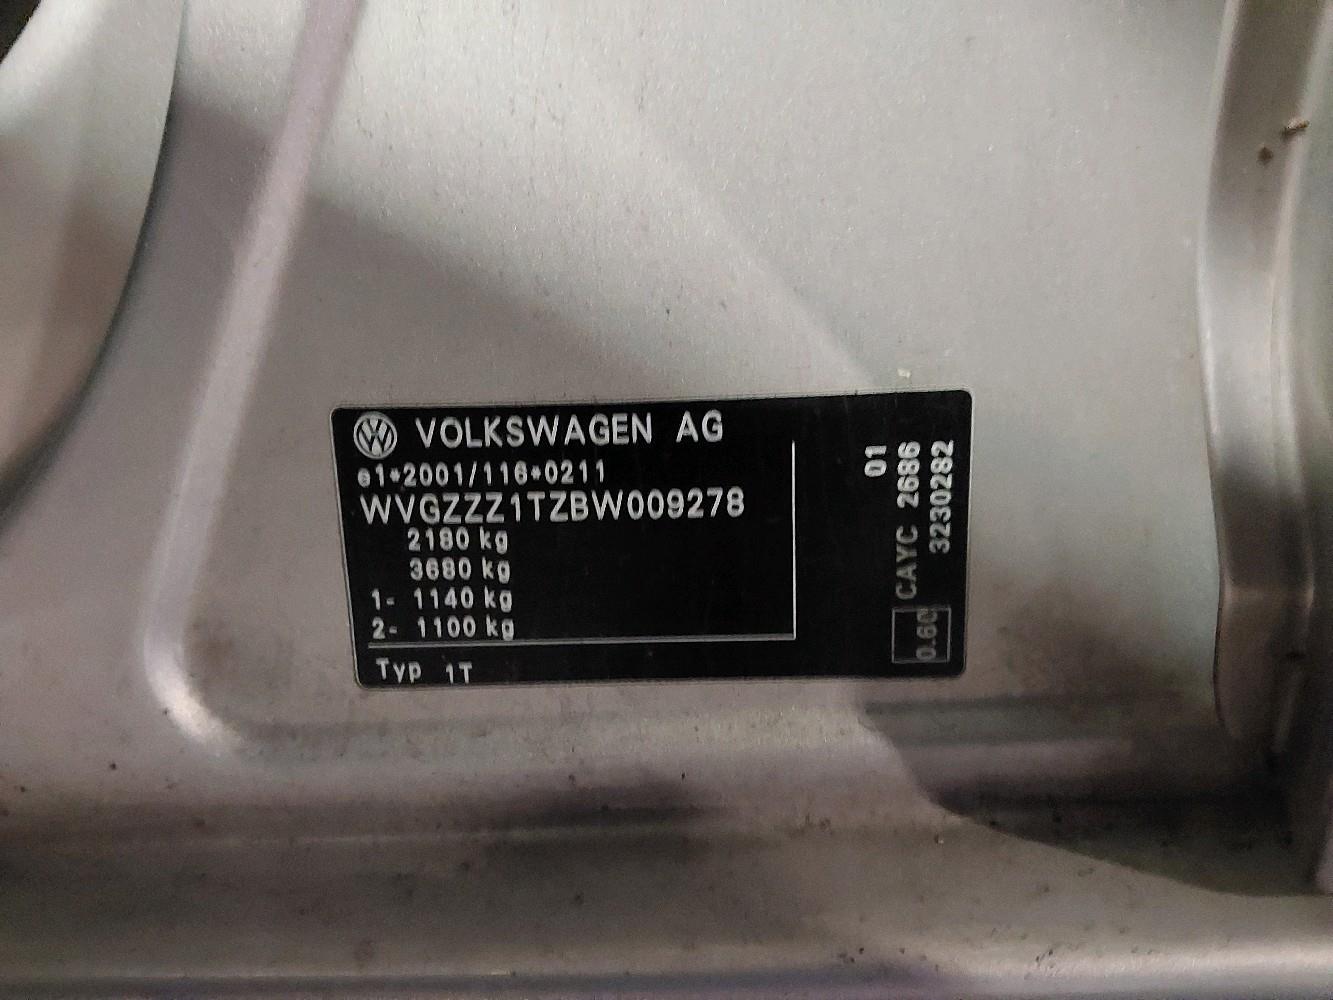 VOLKSWAGEN AG
e1*2001/116*0211
WVGZZZ1TZBW009278
2180 kg
3680 kg
1- 1140 kg
2- 1100 kg
Typ 1T
01
CAYC 2686
3230282
0.60